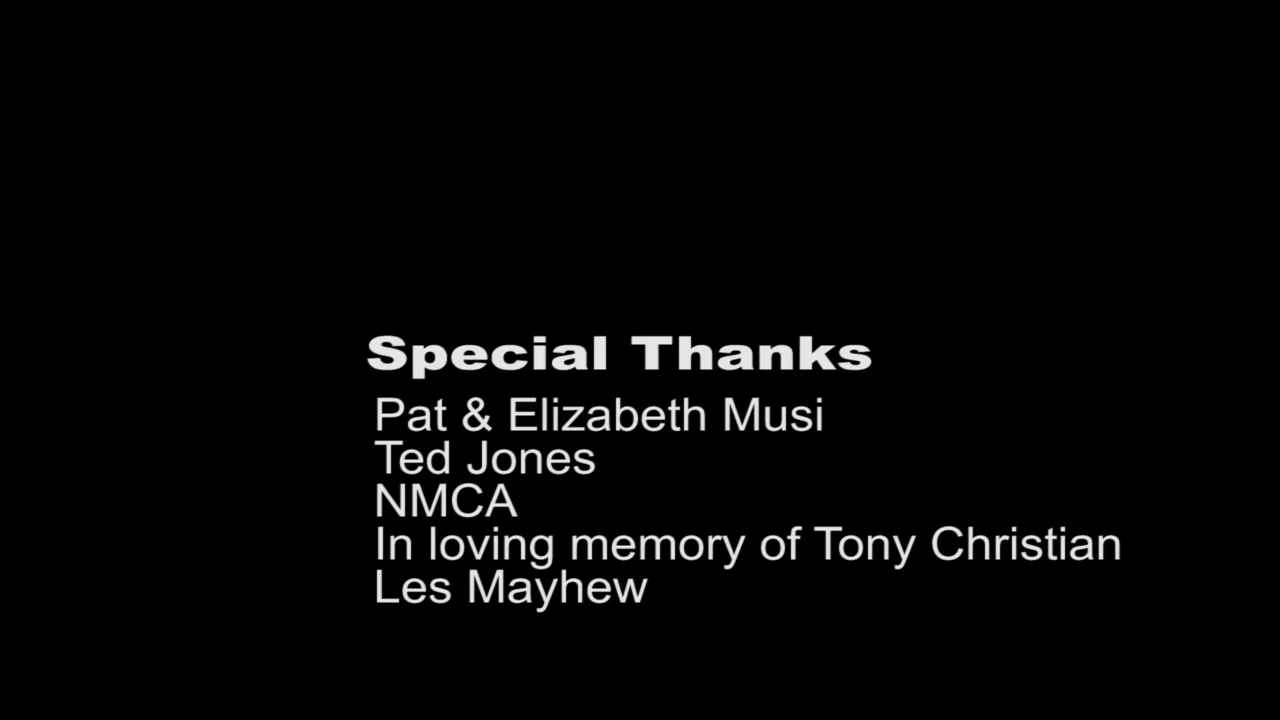 Special Thanks
Pat & Elizabeth Musi
Ted Jones
NMCA
In loving memory of Tony Christian
Les Mayhew